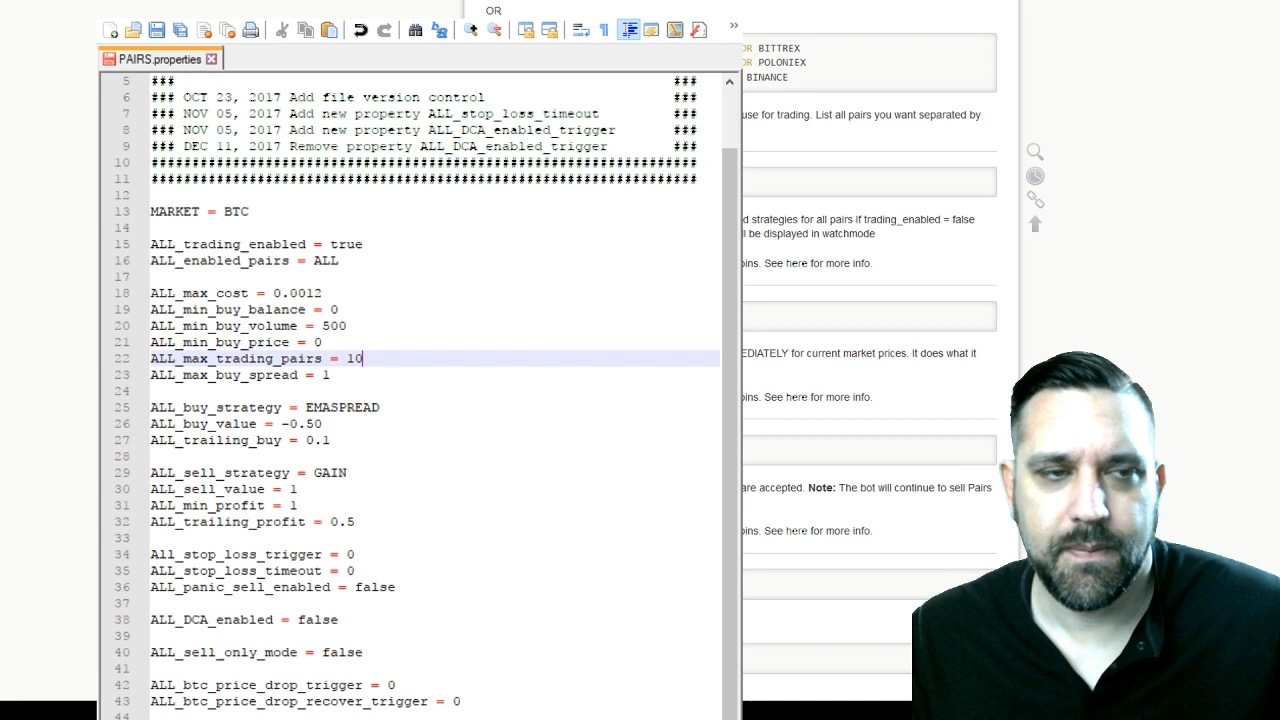 OR
PAIRS.properties
»
5 ### ###
6 ### OCT 23, 2017 Add file version control ###
7 ### NOV 05, 2017 Add new property ALL_stop_loss_timeout ###
8 ### NOV 05, 2017 Add new property ALL_DCA_enabled_trigger ###
9 ### DEC 11, 2017 Remove property ALL_DCA_enabled_trigger ###
10 ###################################################################
11 ###################################################################
12
13 MARKET = BTC
14
15 ALL_trading_enabled = true
16 ALL_enabled_pairs = ALL
17
18 ALL_max_cost = 0.0012
19 ALL_min_buy_balance = 0
20 ALL_min_buy_volume = 500
21 ALL_min_buy_price = 0
22 ALL_max_trading_pairs = 10
23 ALL_max_buy_spread = 1
24
25 ALL_buy_strategy = EMASPREAD
26 ALL_buy_value = -0.50
27 ALL_trailing_buy = 0.1
28
29 ALL_sell_strategy = GAIN
30 ALL_sell_value = 1
31 ALL_min_profit = 1
32 ALL_trailing_profit = 0.5
33
34 All_stop_loss_trigger = 0
35 ALL_stop_loss_timeout = 0
36 ALL_panic_sell_enabled = false
37
38 ALL_DCA_enabled = false
39
40 ALL_sell_only_mode = false
41
42 ALL_btc_price_drop_trigger = 0
43 ALL_btc_price_drop_recover_trigger = 0
44
OR BITTREX
OR POLONIEX
BINANCE
use for trading. List all pairs you want separated by
d strategies for all pairs If trading_enabled = false
ll be displayed in watchmode
oins. See here for more info.
EDIATELY for current market prices. It does what it
oins. See here for more info.
are accepted. Note: The bot will continue to sell Pairs
oins. See here for more info.